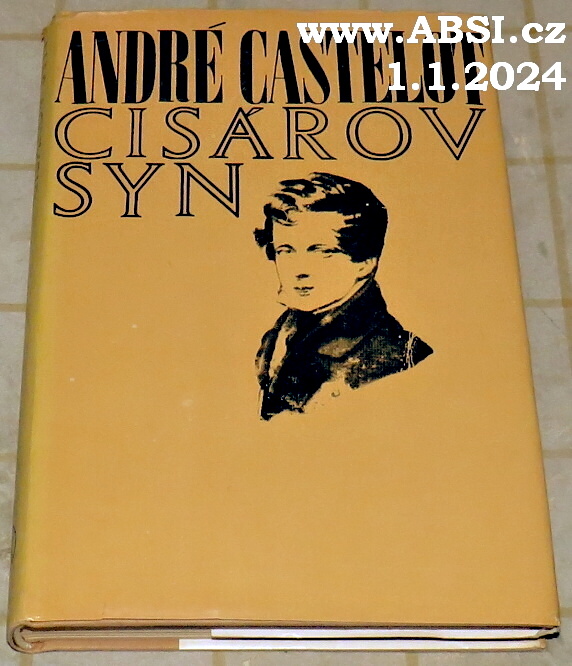 www.ABSI.cz
1.1.2024
ANDRÉ CASTELOT
CISÁROV
SYN